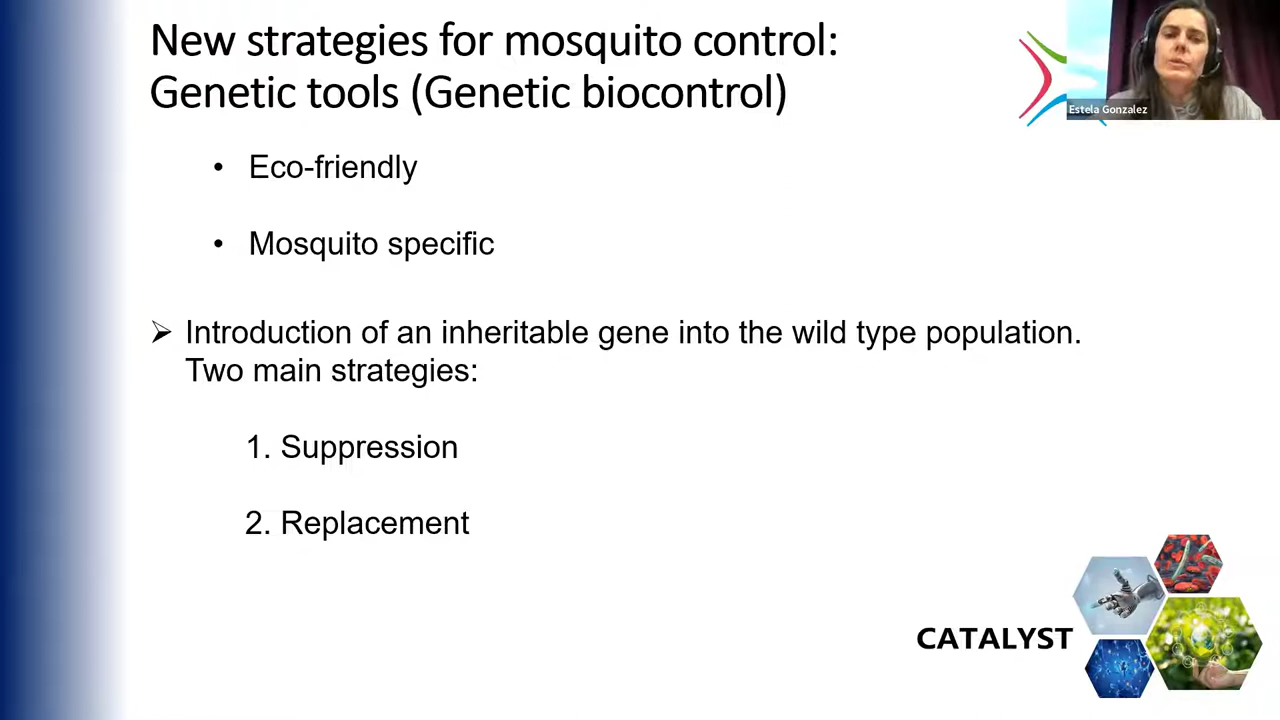 New strategies for mosquito control:
Genetic tools (Genetic biocontrol)
Estela Gonzalez
• Eco-friendly
• Mosquito specific
➢ Introduction of an inheritable gene into the wild type population.
Two main strategies:
1. Suppression
2. Replacement
CATALYST